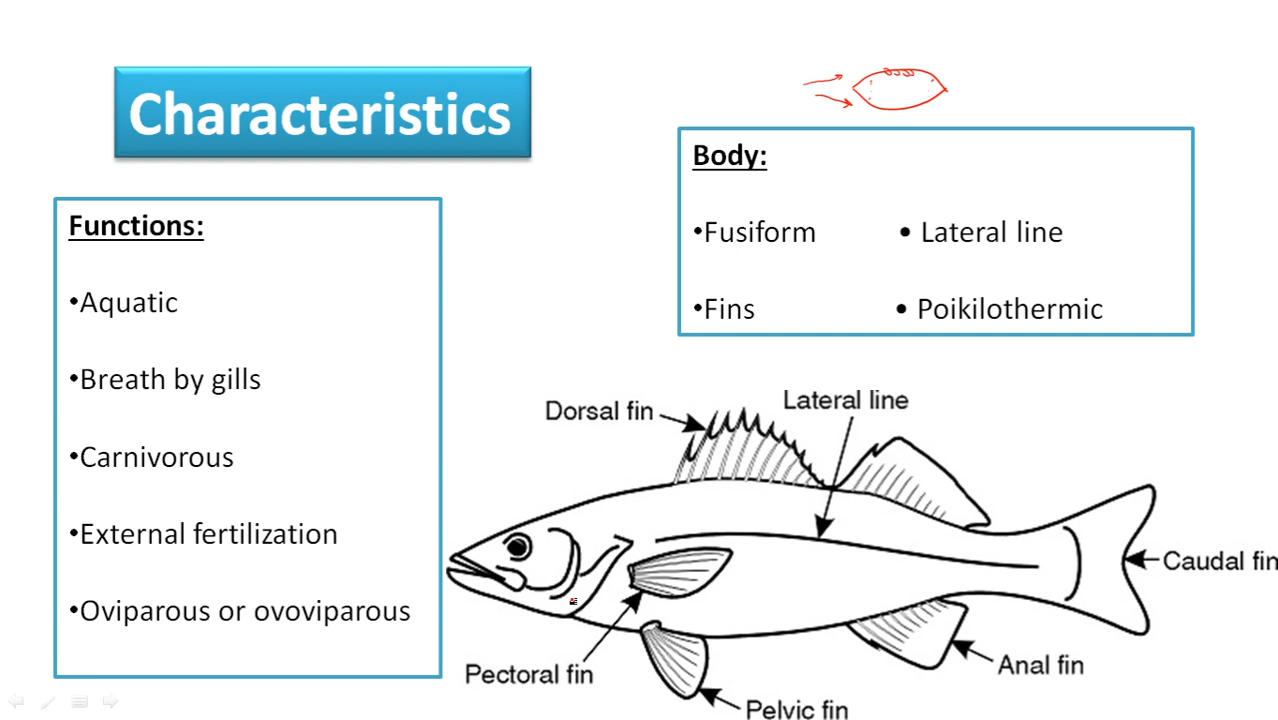 Characteristics
Functions:
•Aquatic
•Breath by gills
•Carnivorous
•External fertilization
•Oviparous or ovoviparous
Body:
•Fusiform • Lateral line
•Fins • Poikilothermic
Dorsal fin
Lateral line
Caudal fin
Pectoral fin
Anal fin
Pelvic fin